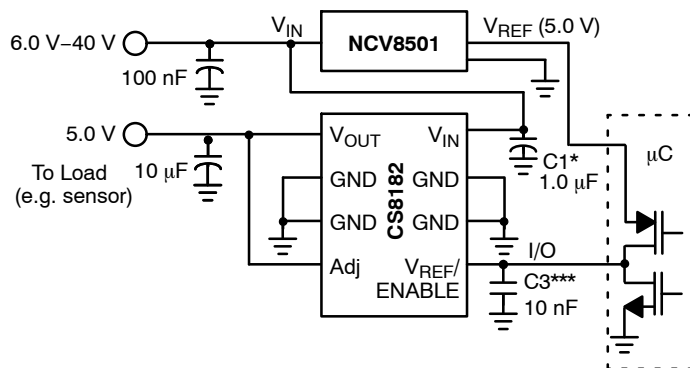 6.0 V–40 V
V_IN
NCV8501
V_REF (5.0 V)
100 nF
5.0 V
To Load
(e.g. sensor)
10 μF
V_OUT
V_IN
GND
GND
GND
GND
Adj
V_REF/
ENABLE
CS8182
C1*
1.0 μF
μC
I/O
C3***
10 nF